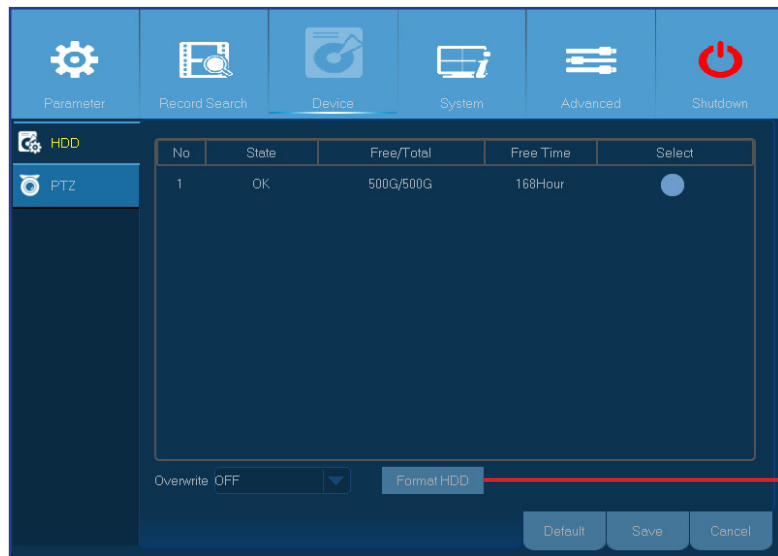 Parameter Record Search Device System Advanced Shutdown
HDD
PTZ
No State Free/Total Free Time Select
1 OK 500G/500G 168Hour
Overwrite OFF Format HDD
Default Save Cancel